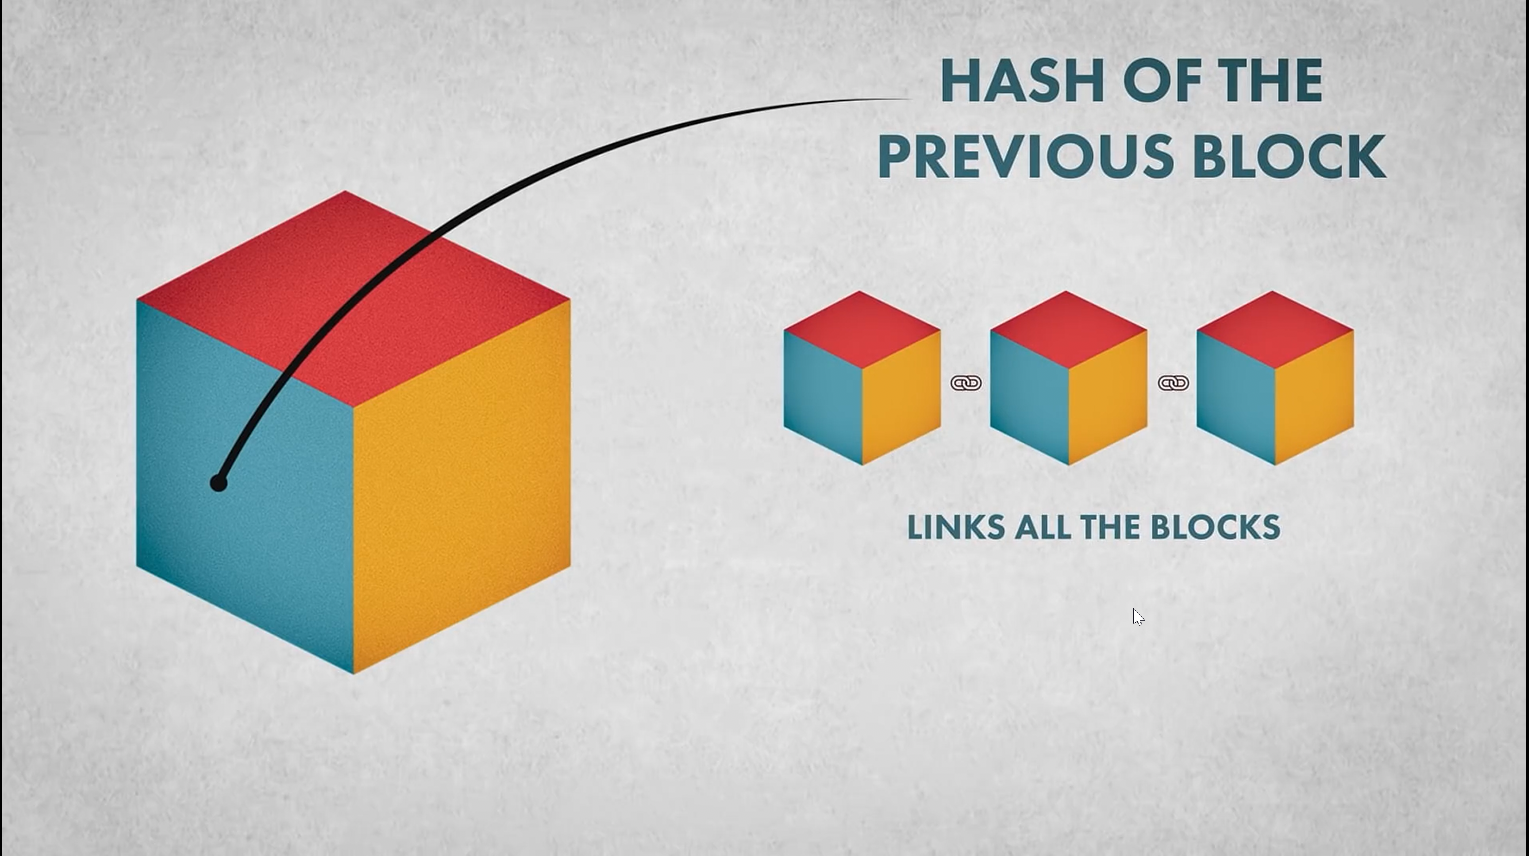 HASH OF THE
PREVIOUS BLOCK
LINKS ALL THE BLOCKS